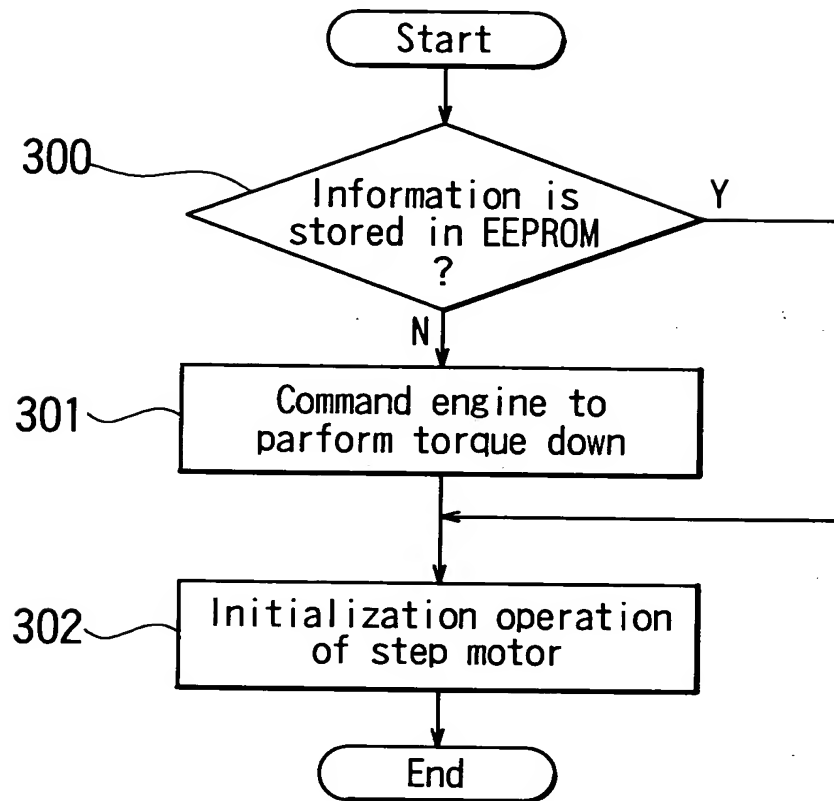 Start
300
Information is
stored in EEPROM
?
Y
N
301
Command engine to
parform torque down
302
Initialization operation
of step motor
End